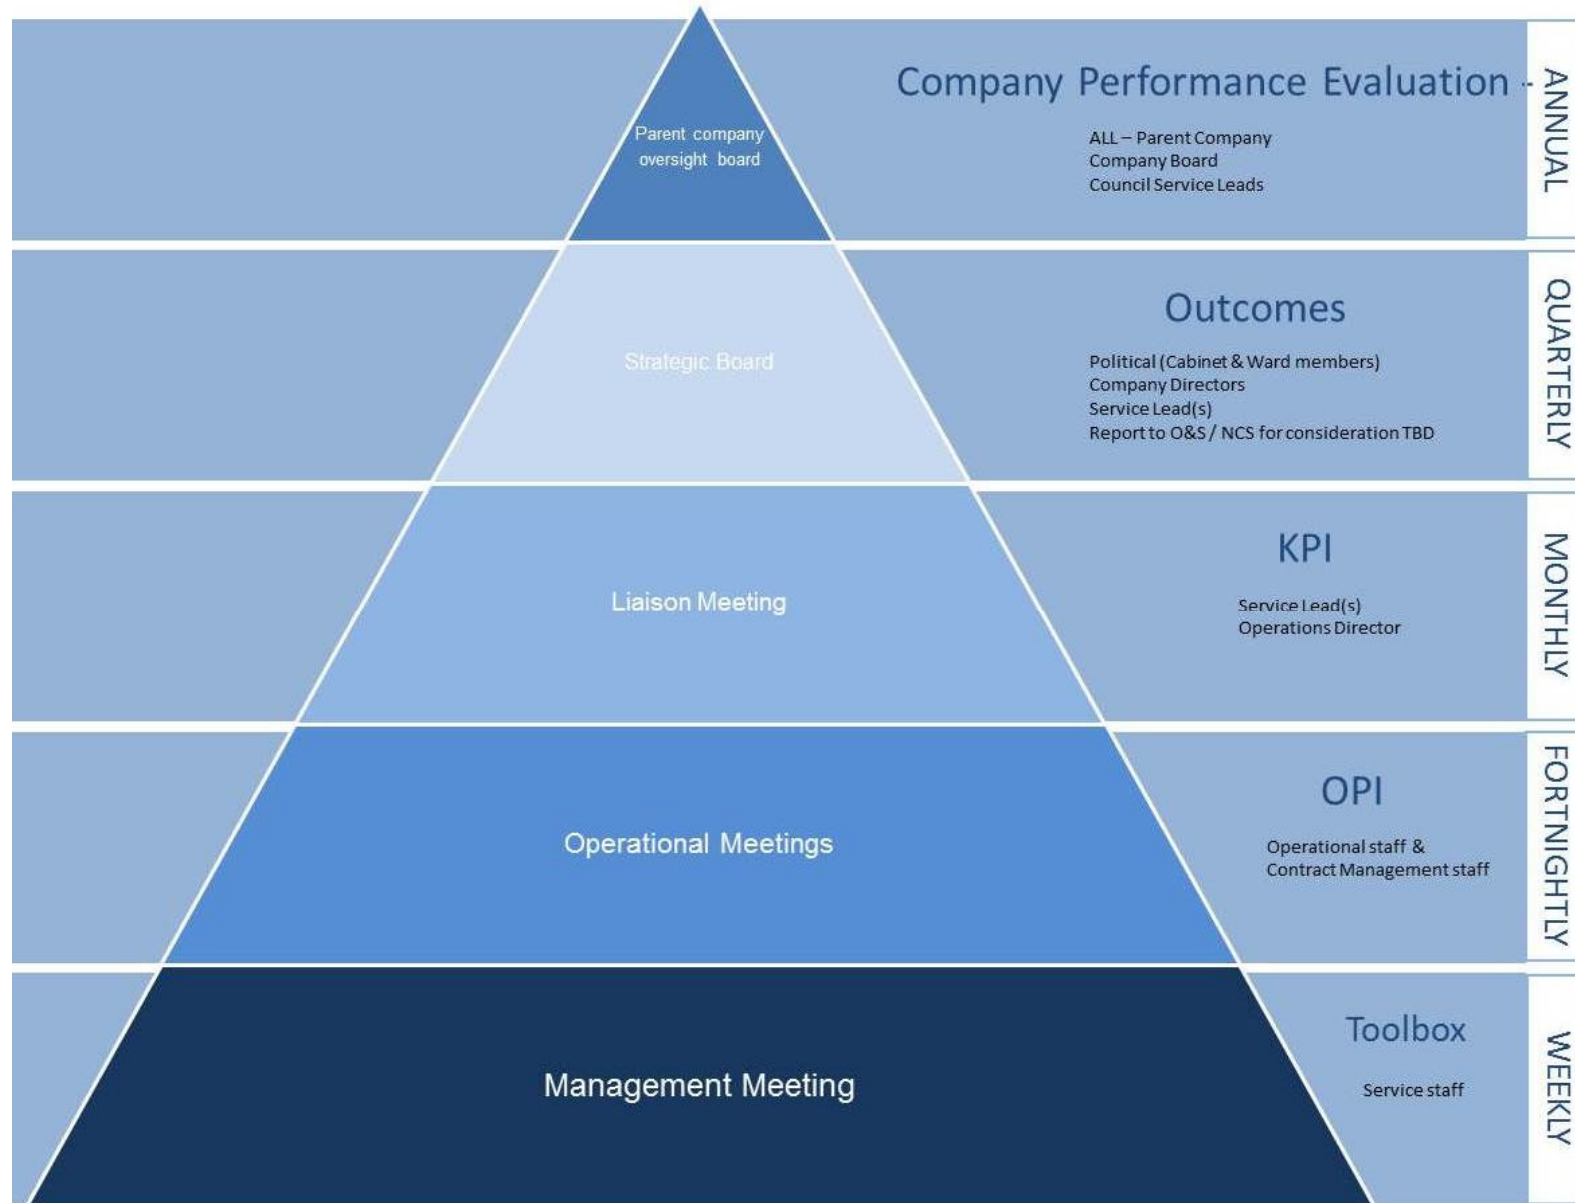 Parent company
oversight board
Company Performance Evaluation -
ALL – Parent Company
Company Board
Council Service Leads
ANNUAL
Strategic Board
Outcomes
Political (Cabinet & Ward members)
Company Directors
Service Lead(s)
Report to O&S / NCS for consideration TBD
QUARTERLY
Liaison Meeting
KPI
Service Lead(s)
Operations Director
MONTHLY
Operational Meetings
OPI
Operational staff &
Contract Management staff
FORTNIGHTLY
Management Meeting
Toolbox
Service staff
WEEKLY